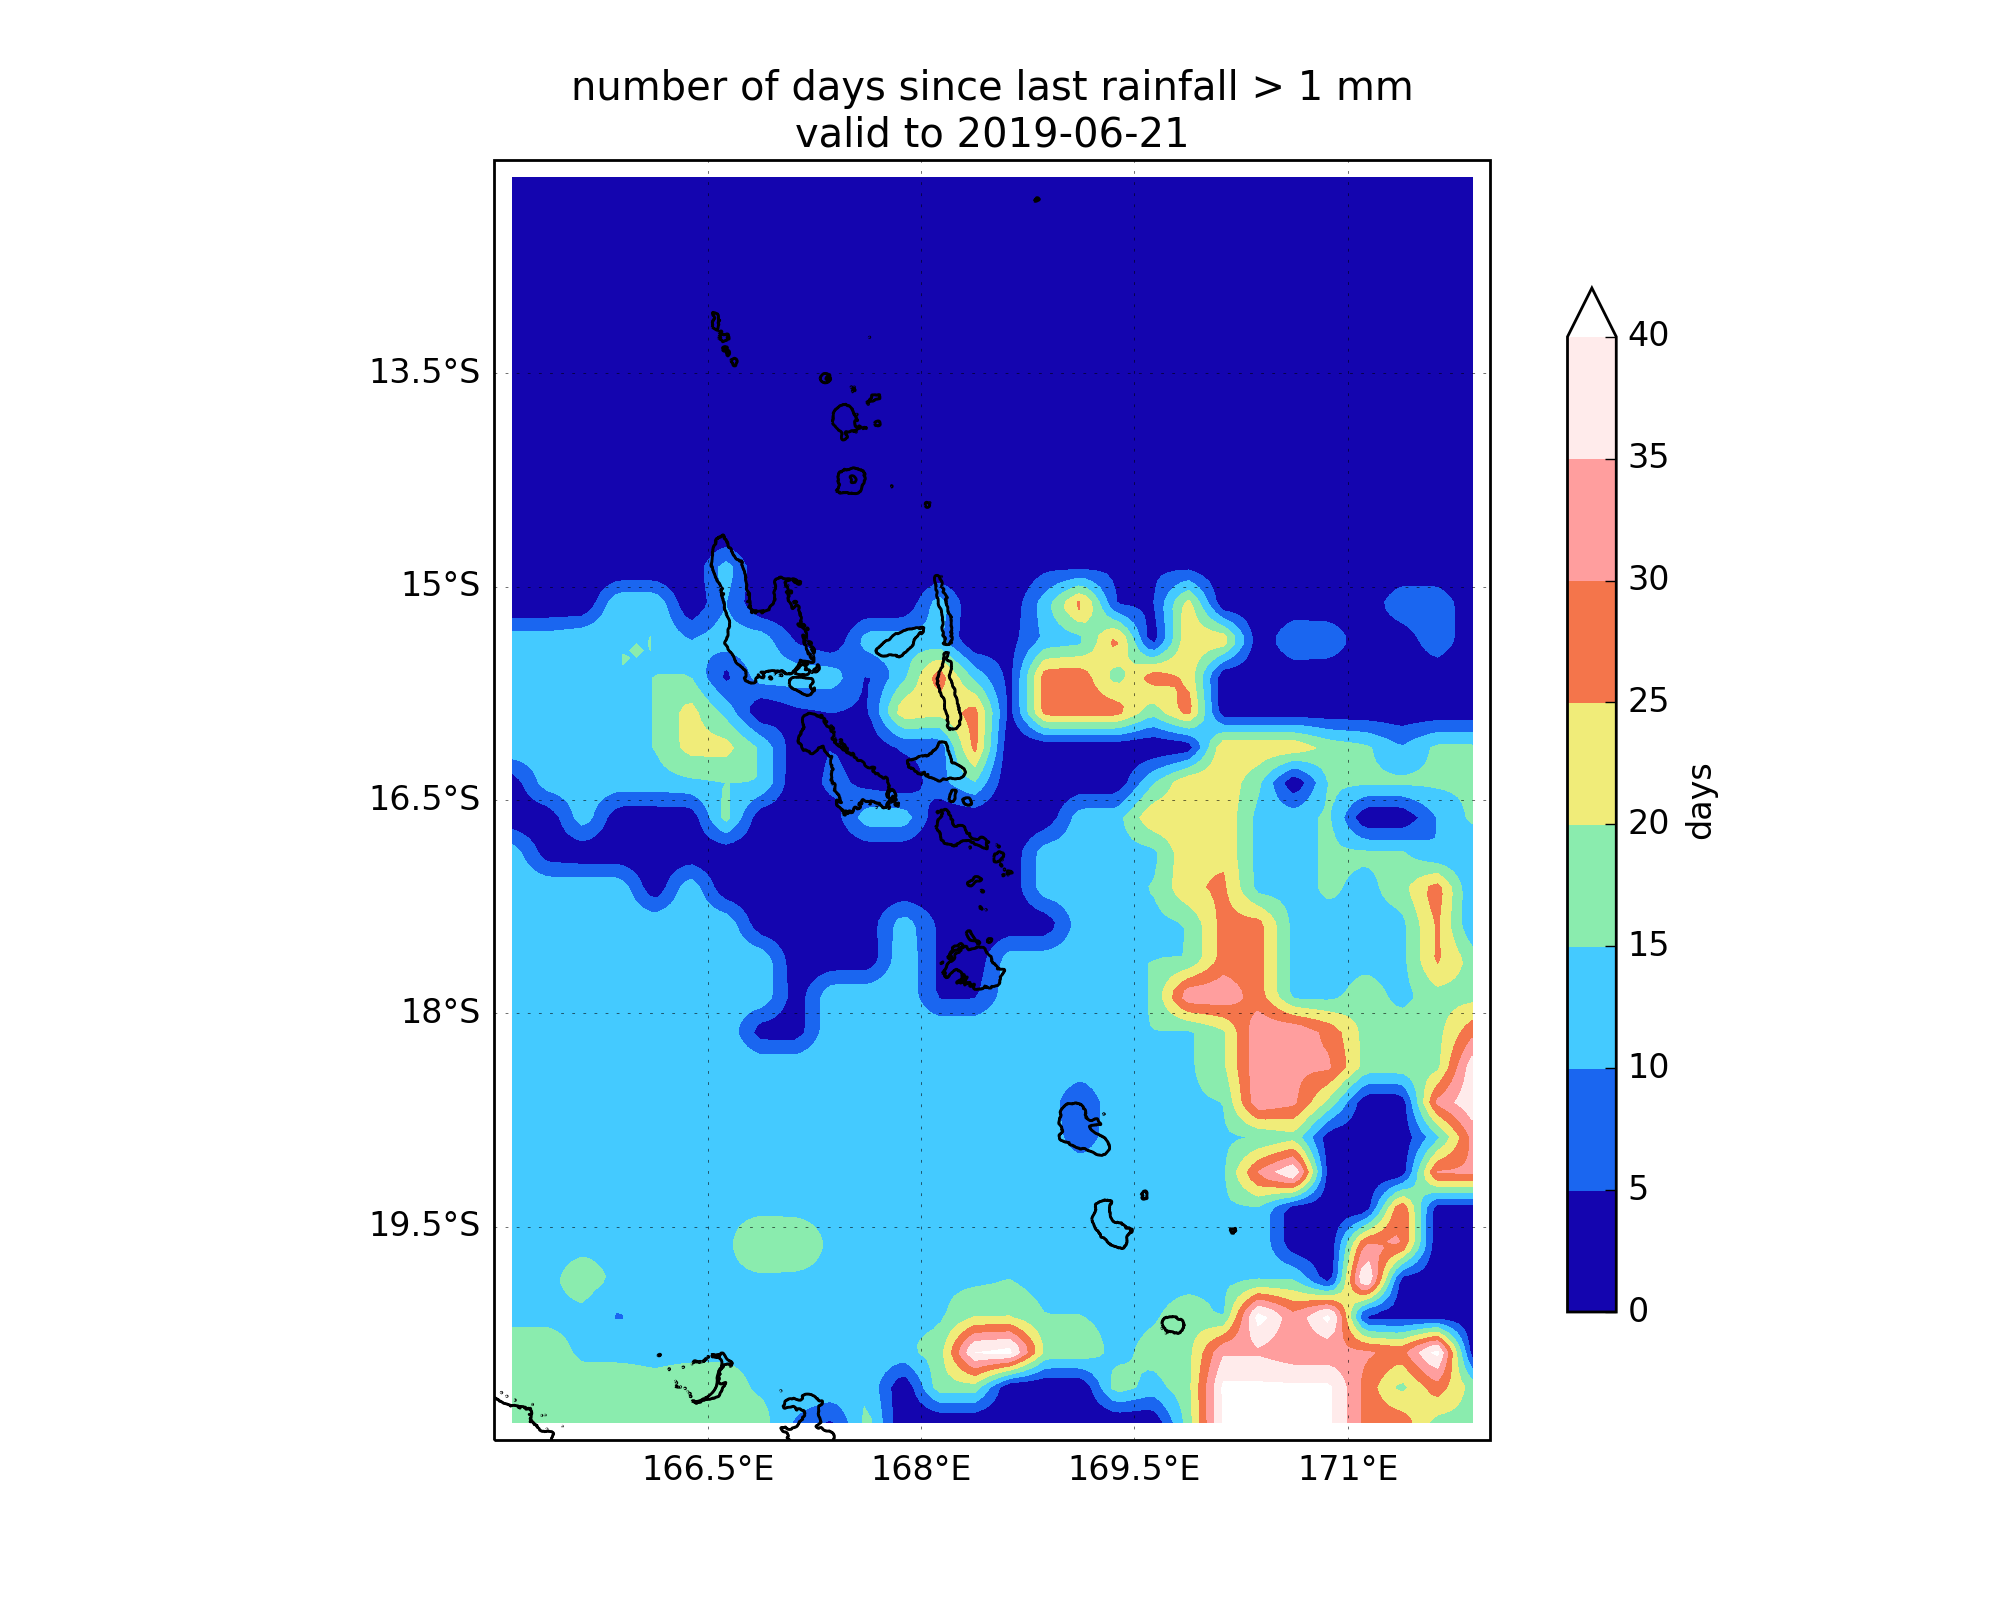 number of days since last rainfall > 1 mm
valid to 2019-06-21
13.5°S
15°S
16.5°S
18°S
19.5°S
166.5°E
168°E
169.5°E
171°E
40
35
30
25
20
15
10
5
0
days